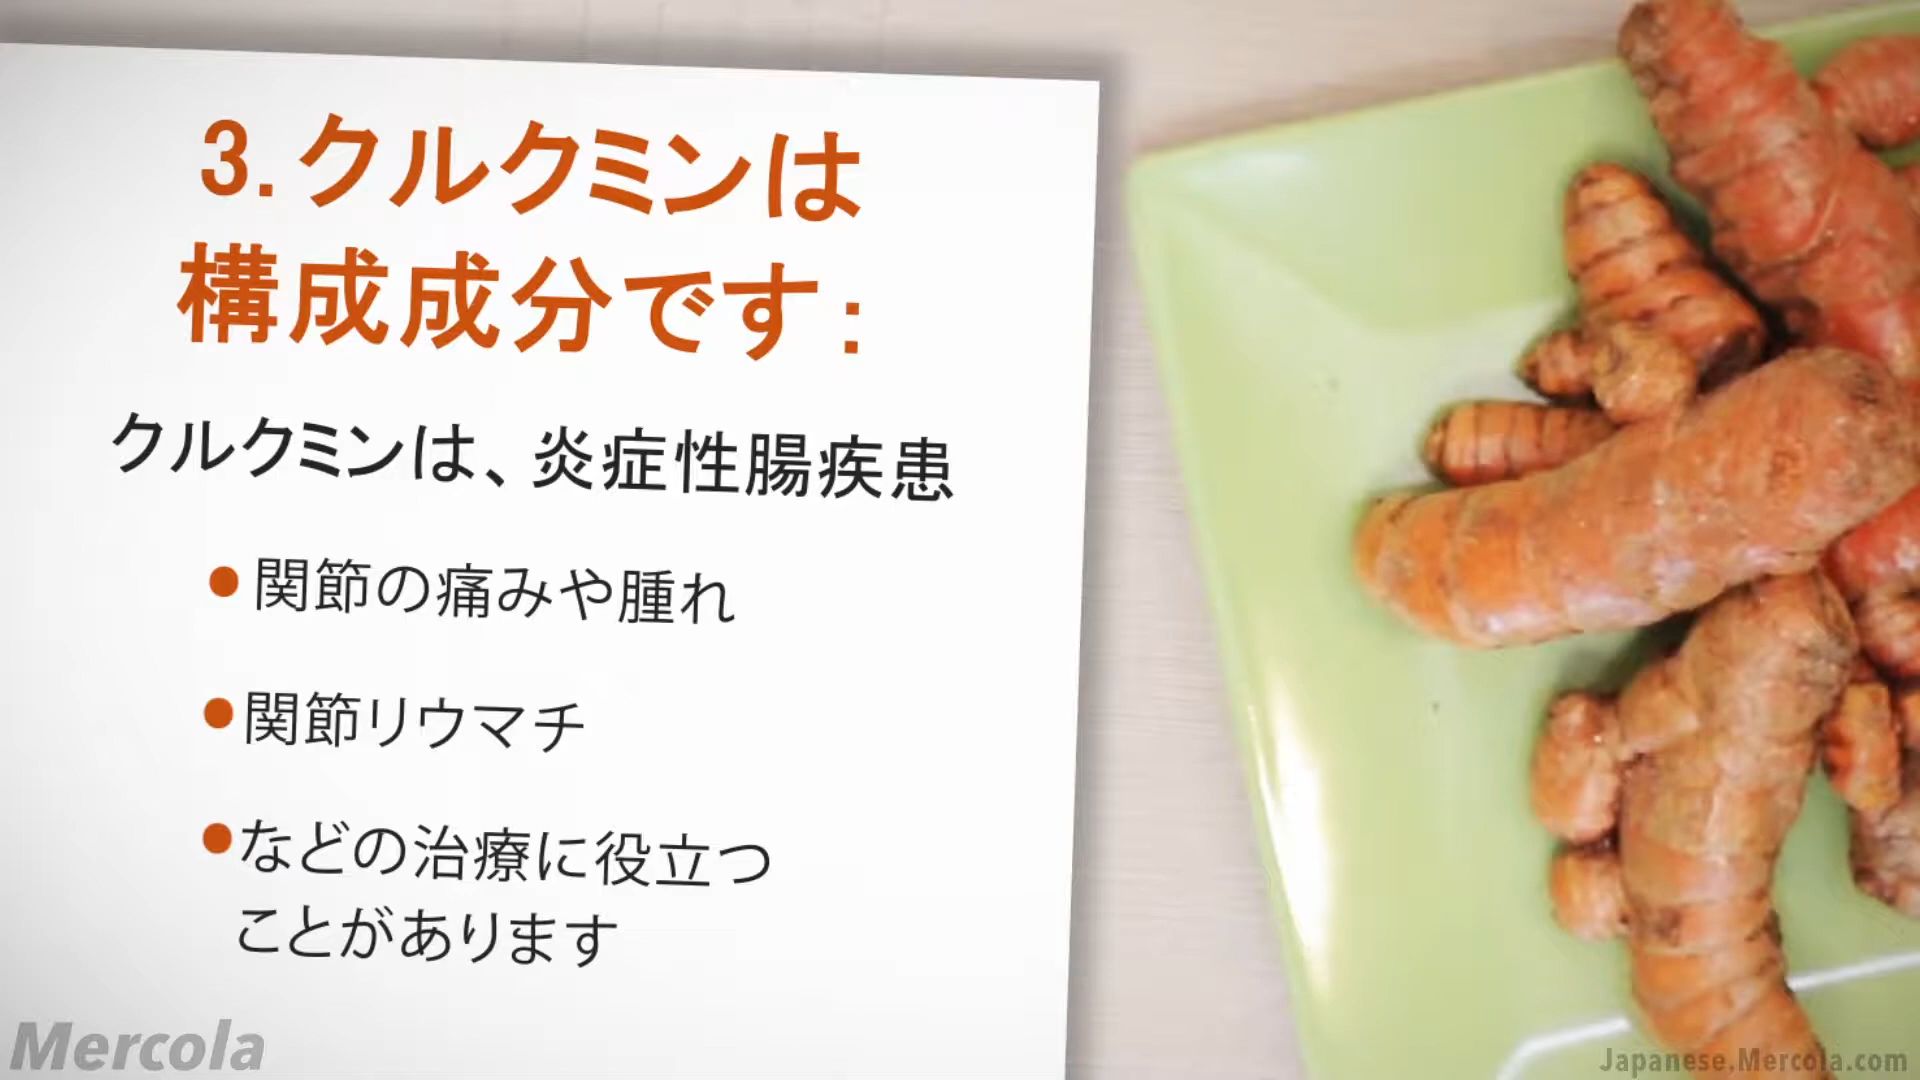 3.クルクミンは
構成成分です:
クルクミンは、炎症性腸疾患
●関節の痛みや腫れ
●関節リウマチ
●などの治療に役立つ
ことがあります
Mercola
Japanese.Mercola.com